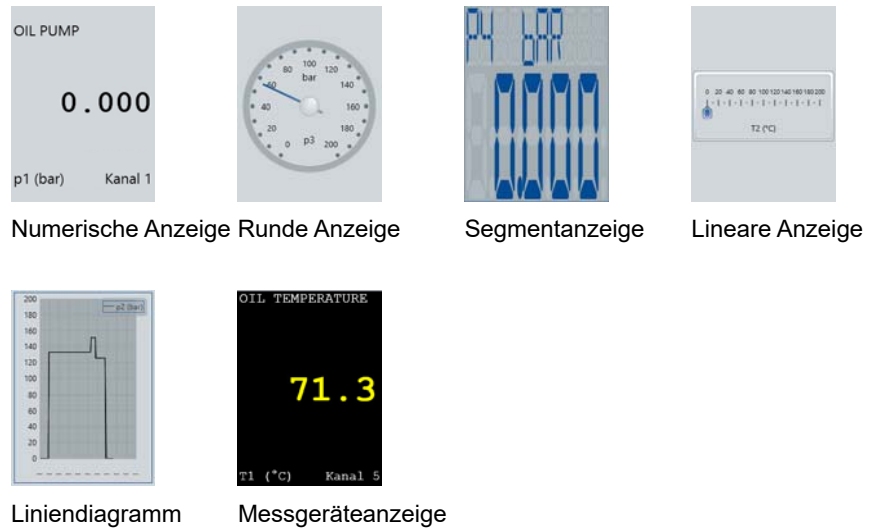 OIL PUMP
0.000
p1 (bar) Kanal 1
Numerische Anzeige
100
80 120
bar
60 140
40 160
20 180
p3
0 200
Runde Anzeige
P4 bAR
0.000
Segmentanzeige
0 20 40 60 80 100 120 140 160 180 200
T2 (°C)
Lineare Anzeige
200
p2 (bar)
180
160
140
120
100
80
60
40
20
0
Liniendiagramm
OIL TEMPERATURE
71.3
T1 (°C) Kanal 5
Messgeräteanzeige